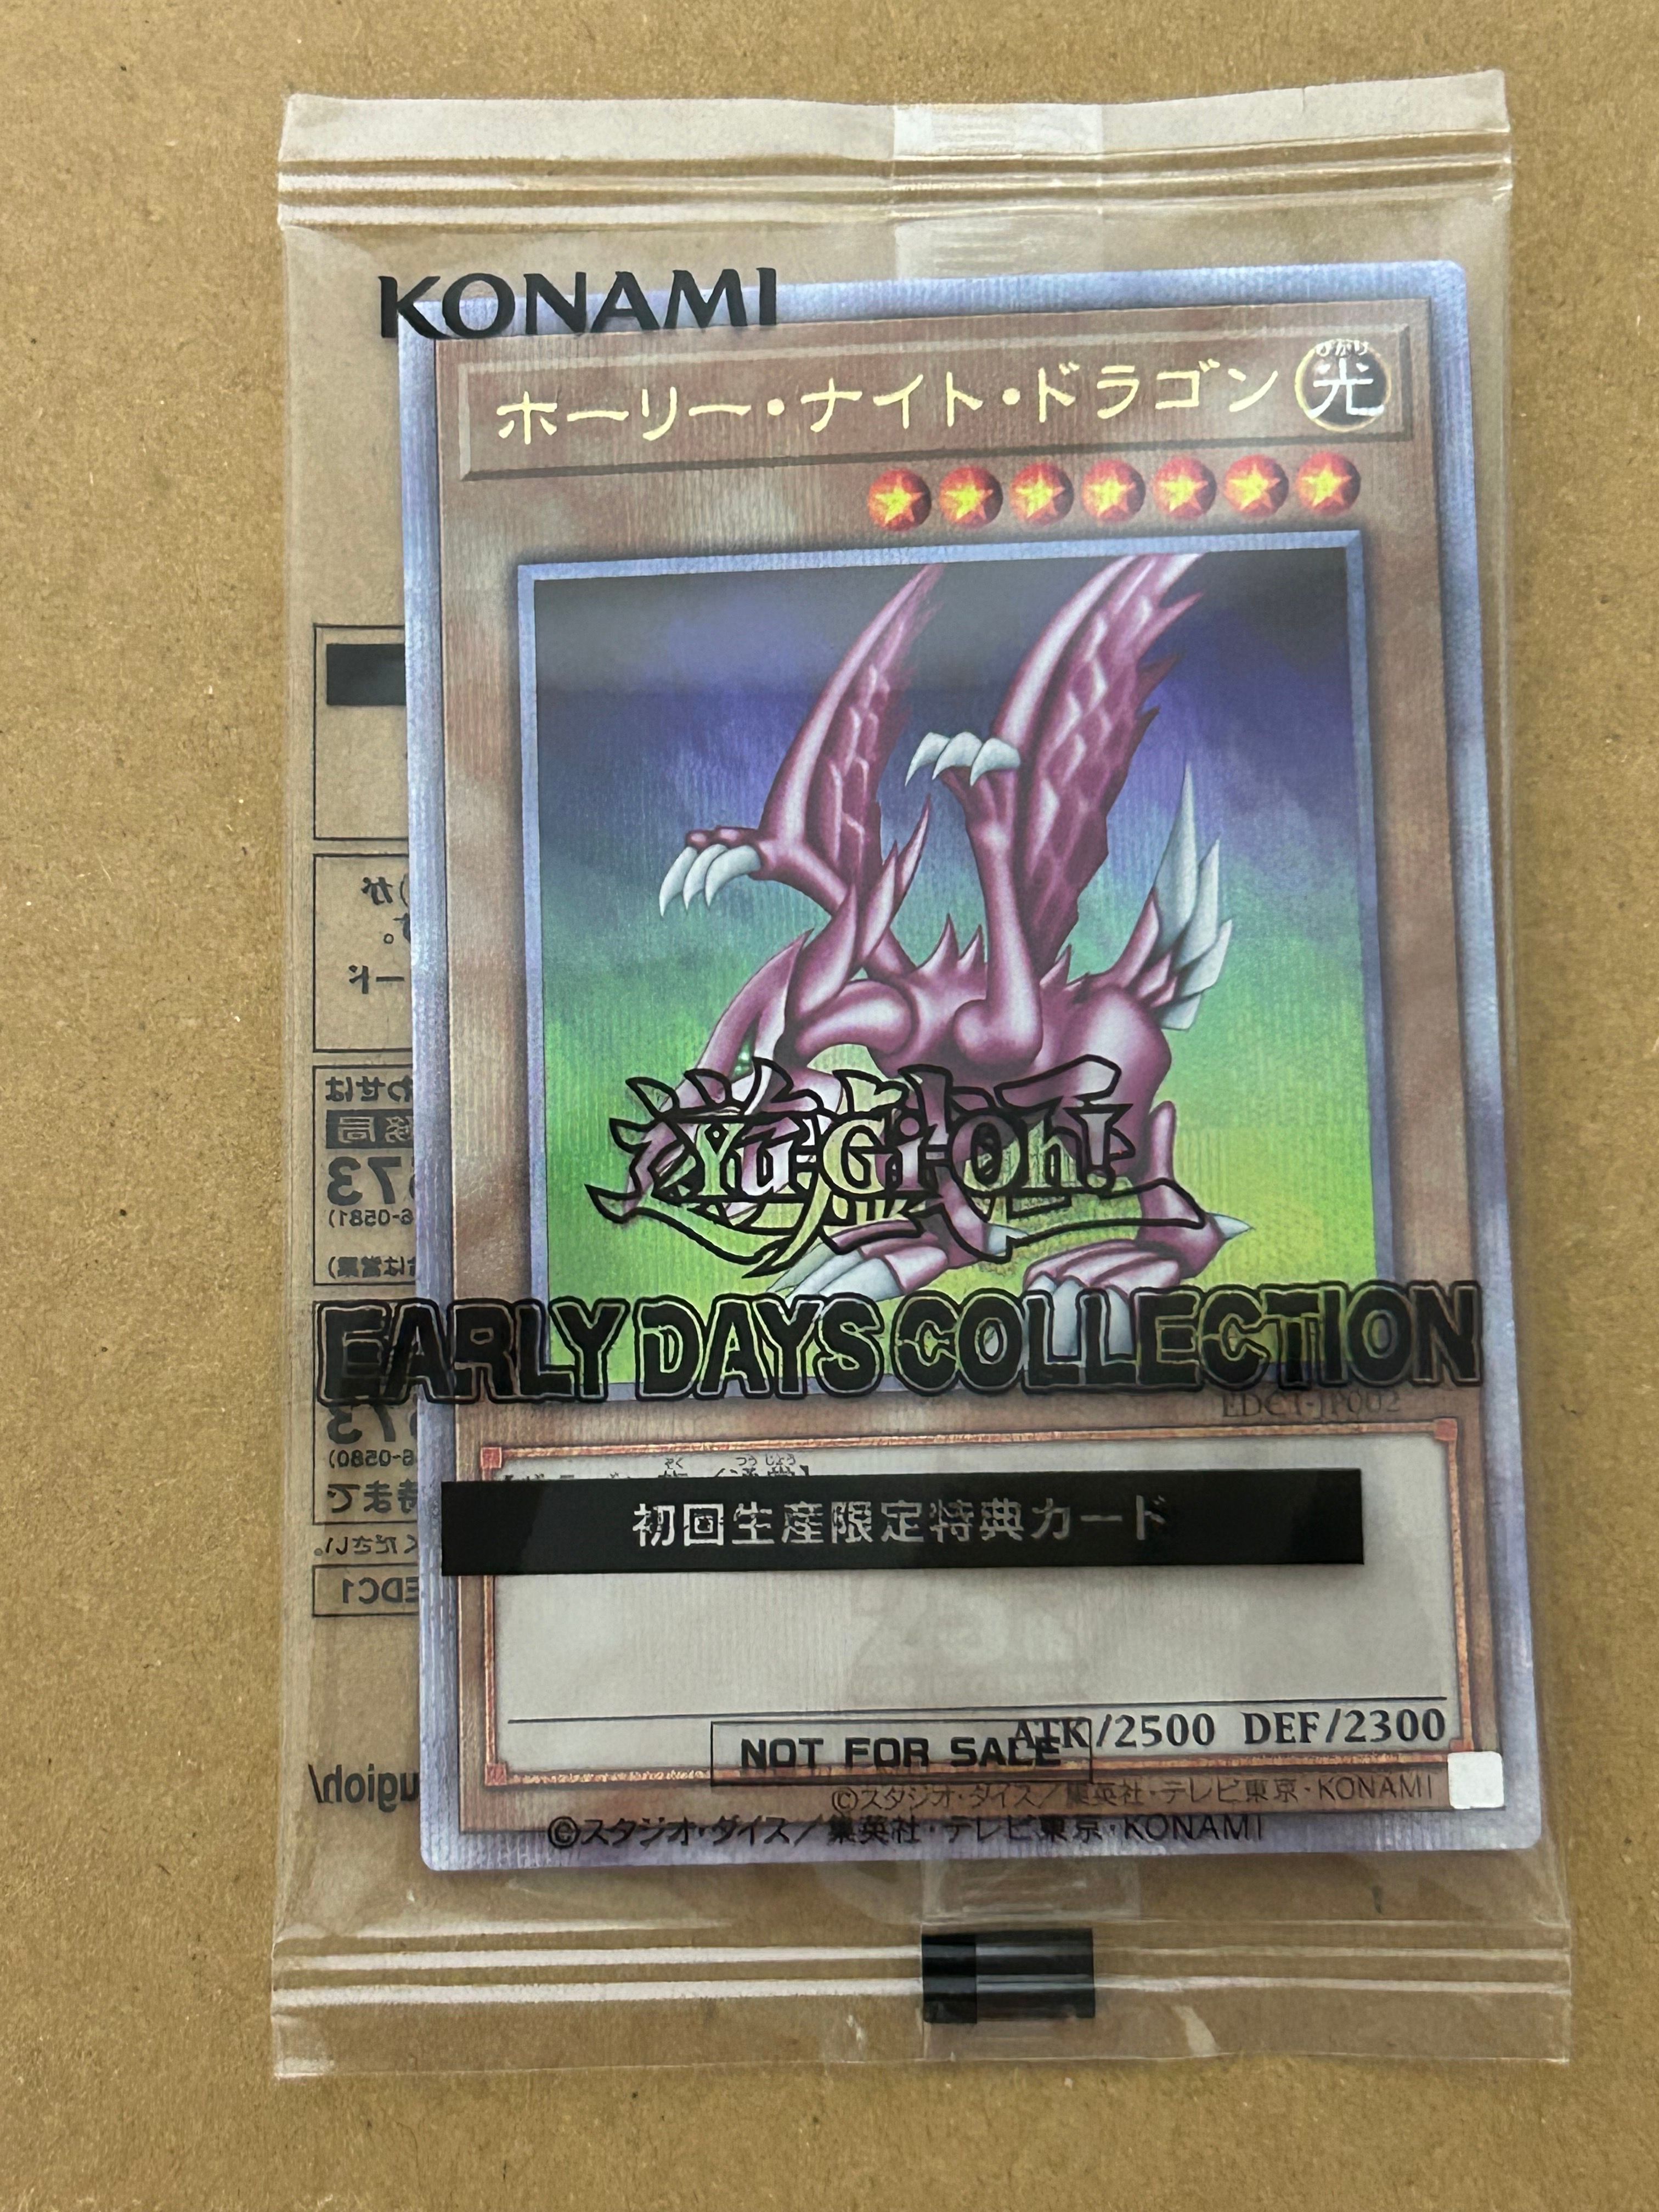 KONAMI
ホーリー・ナイト・ドラゴン 光
ひかり
Yu-Gi-Oh!
EARLY DAYS COLLECTION
EDC1-JP002
初回生産限定特典カード
ATK/2500 DEF/2300
NOT FOR SALE
©スタジオ・ダイス/集英社・テレビ東京・KONAMI
©スタジオ・ダイス/集英社・テレビ東京・KONAMI
EDC1